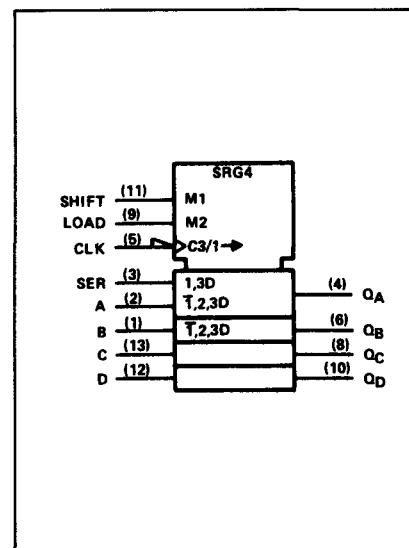 SRG4
SHIFT (11) M1
LOAD (9) M2
CLK (5) C3/1→
SER (3) 1,3D
A (2) 1̅,2,3D (4) QA
B (1) 1̅,2,3D (6) QB
C (13) (8) QC
D (12) (10) QD